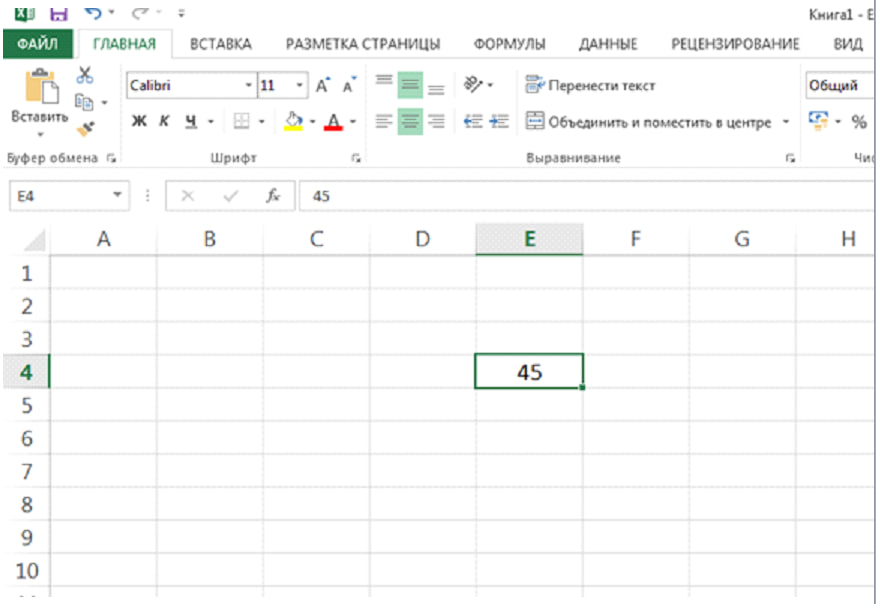 Книга1 - E
ФАЙЛ ГЛАВНАЯ ВСТАВКА РАЗМЕТКА СТРАНИЦЫ ФОРМУЛЫ ДАННЫЕ РЕЦЕНЗИРОВАНИЕ ВИД
Calibri 11 Перенести текст Общий
Вставить Ж К Ч А Объединить и поместить в центре %
Буфер обмена Шрифт Выравнивание Чис
E4 fx 45
A B C D E F G H
1
2
3
4 45
5
6
7
8
9
10